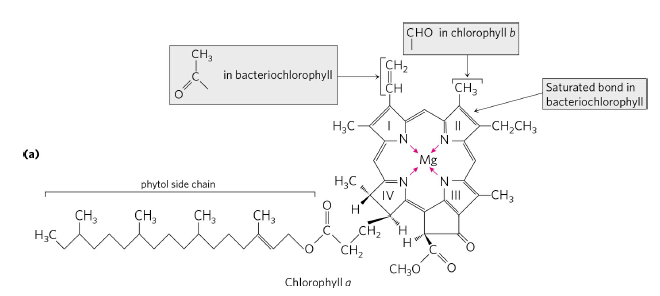 CHO in chlorophyll b
CH₃
C
O
in bacteriochlorophyll
CH₂
CH
CH₃
Saturated bond in
bacteriochlorophyll
H₃C
I
II
CH₂CH₃
N
N
(a)
Mg
phytol side chain
H₃C
N
N
IV
III
CH₃
H
O
CH₃
CH₃
CH₃
CH₃
H₃C
C
CH₂
H
O
CH₂
H
O
C
CH₃O
O
Chlorophyll a